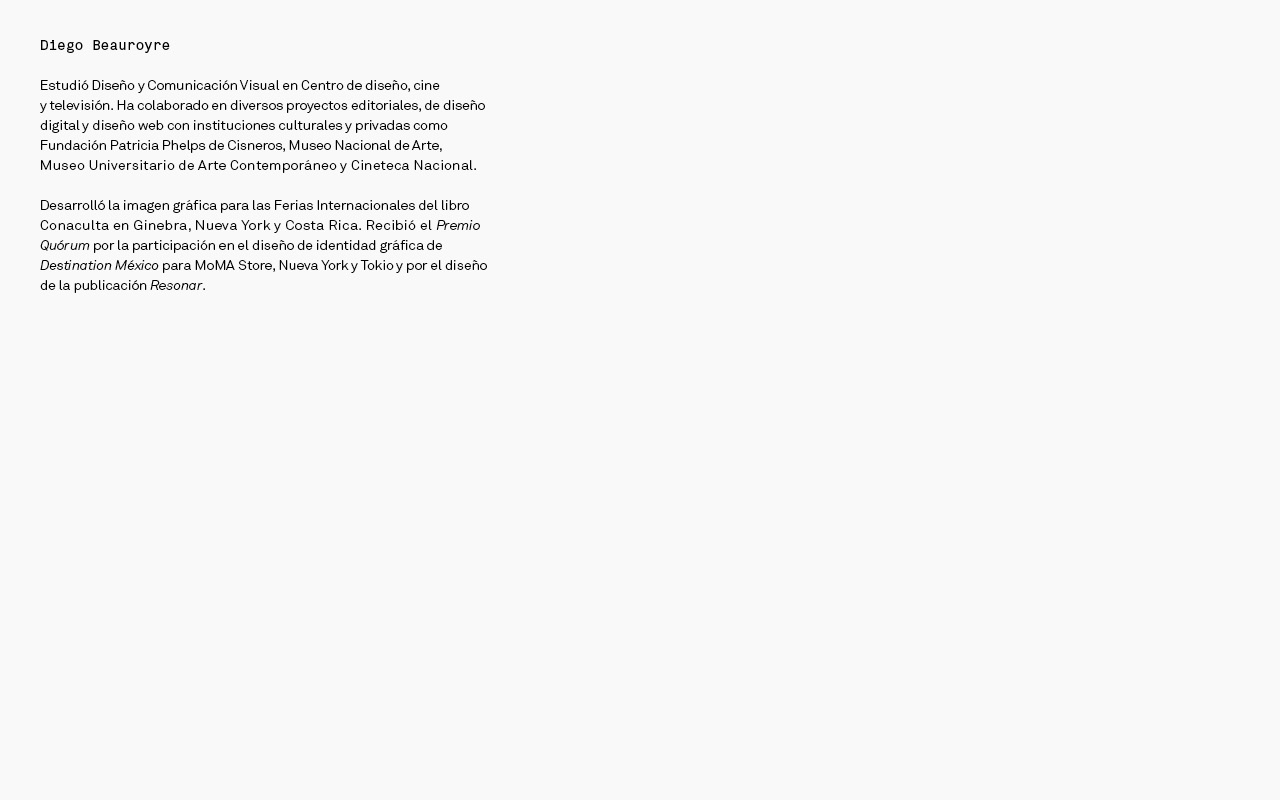 Diego Beauroyre
Estudió Diseño y Comunicación Visual en Centro de diseño, cine
y televisión. Ha colaborado en diversos proyectos editoriales, de diseño
digital y diseño web con instituciones culturales y privadas como
Fundación Patricia Phelps de Cisneros, Museo Nacional de Arte,
Museo Universitario de Arte Contemporáneo y Cineteca Nacional.
Desarrolló la imagen gráfica para las Ferias Internacionales del libro
Conaculta en Ginebra, Nueva York y Costa Rica. Recibió el Premio
Quórum por la participación en el diseño de identidad gráfica de
Destination México para MoMA Store, Nueva York y Tokio y por el diseño
de la publicación Resonar.